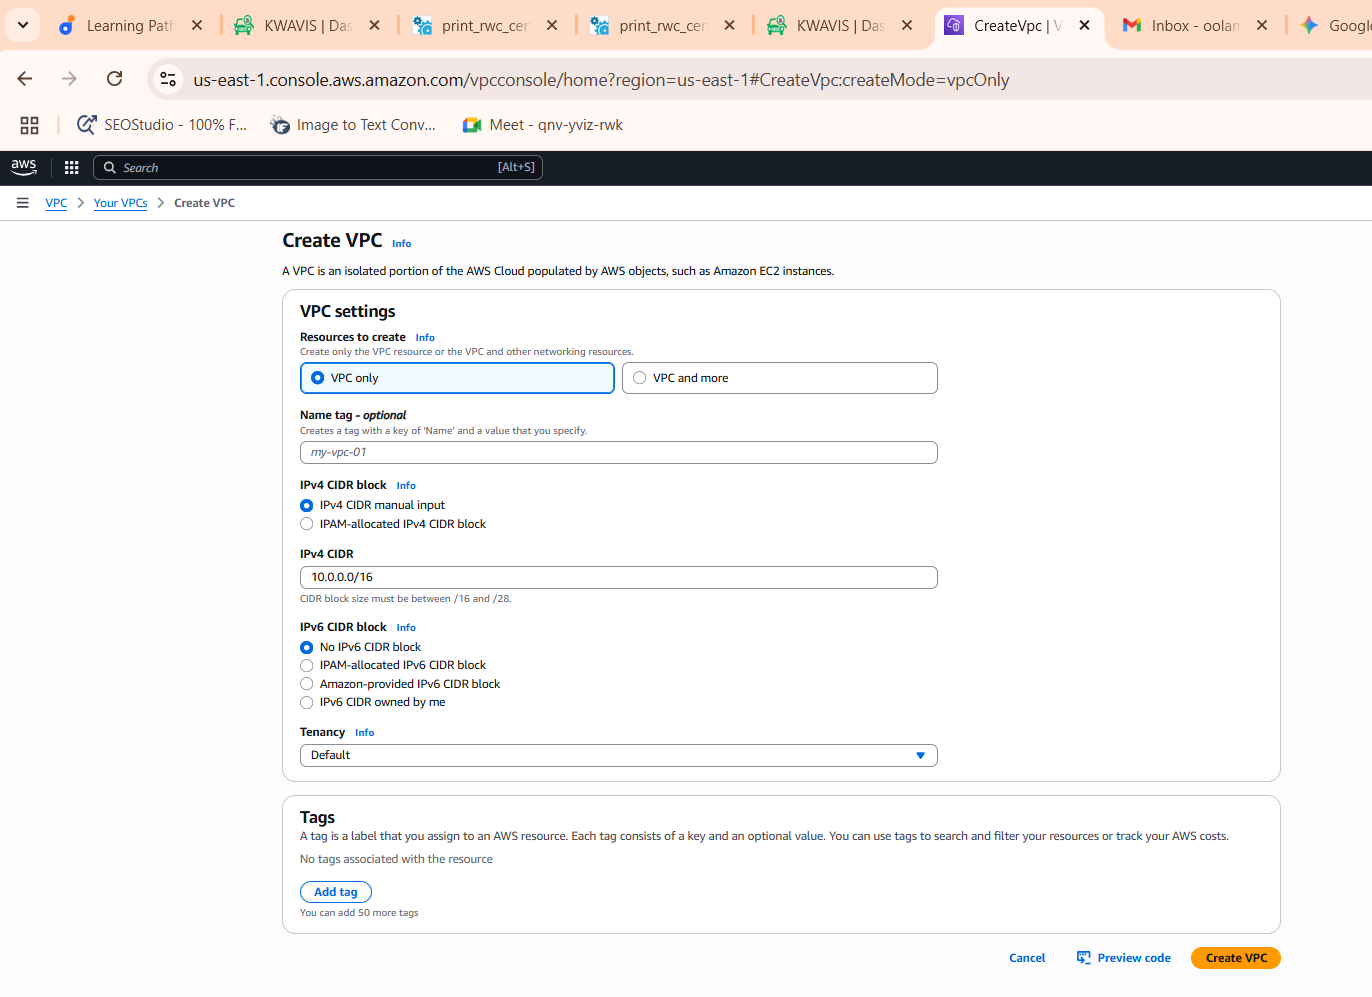 Learning Path
KWAVIS | Das
print_rwc_cer
print_rwc_cer
KWAVIS | Das
CreateVpc | V
Inbox - oolan
Google
us-east-1.console.aws.amazon.com/vpcconsole/home?region=us-east-1#CreateVpc:createMode=vpcOnly
SEOStudio - 100% F...
Image to Text Conv...
Meet - qnv-yviz-rwk
aws
Search
[Alt+S]
VPC > Your VPCs > Create VPC
Create VPC Info
A VPC is an isolated portion of the AWS Cloud populated by AWS objects, such as Amazon EC2 instances.
VPC settings
Resources to create Info
Create only the VPC resource or the VPC and other networking resources.
VPC only
VPC and more
Name tag - optional
Creates a tag with a key of 'Name' and a value that you specify.
my-vpc-01
IPv4 CIDR block Info
IPv4 CIDR manual input
IPAM-allocated IPv4 CIDR block
IPv4 CIDR
10.0.0.0/16
CIDR block size must be between /16 and /28.
IPv6 CIDR block Info
No IPv6 CIDR block
IPAM-allocated IPv6 CIDR block
Amazon-provided IPv6 CIDR block
IPv6 CIDR owned by me
Tenancy Info
Default
Tags
A tag is a label that you assign to an AWS resource. Each tag consists of a key and an optional value. You can use tags to search and filter your resources or track your AWS costs.
No tags associated with the resource
Add tag
You can add 50 more tags
Cancel
Preview code
Create VPC